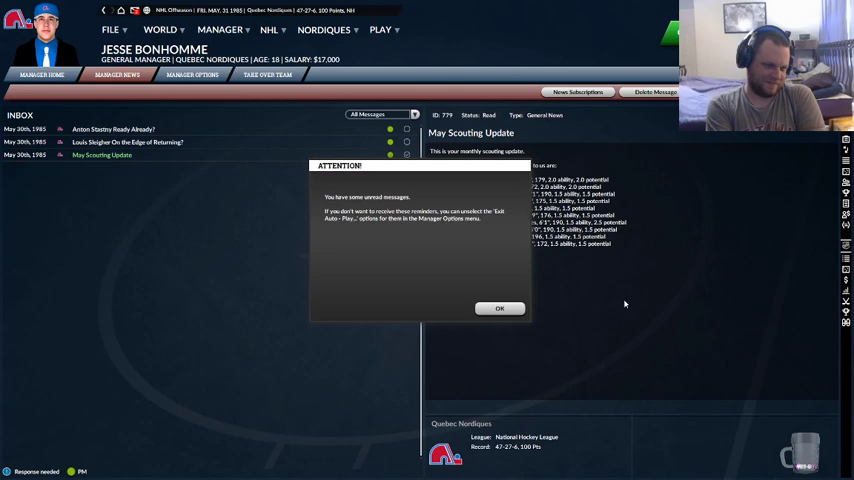 NHL Offseason | FRI. MAY. 31 1985 | Quebec Nordiques | 47-27-6, 100 Points, NH
FILE WORLD MANAGER NHL NORDIQUES PLAY
JESSE BONHOMME
GENERAL MANAGER | QUEBEC NORDIQUES | AGE: 18 | SALARY: $17,000
MANAGER HOME MANAGER NEWS MANAGER OPTIONS TAKE OVER TEAM
News Subscriptions Delete Message
INBOX All Messages
May 30th, 1985 Anton Stastny Ready Already?
May 30th, 1985 Louis Sleigher On the Edge of Returning?
May 30th, 1985 May Scouting Update
ID: 779 Status: Read Type: General News
May Scouting Update
This is your monthly scouting update.
to us are:
, 179, 2.0 ability, 2.0 potential
72, 2.0 ability, 2.0 potential
1", 190, 1.5 ability, 1.5 potential
", 175, 1.5 ability, 1.5 potential
1.5 ability, 1.5 potential
9", 176, 1.5 ability, 1.5 potential
es, 6'1", 190, 1.5 ability, 2.5 potential
'0", 190, 1.5 ability, 1.5 potential
196, 1.5 ability, 1.5 potential
", 172, 1.5 ability, 1.5 potential
ATTENTION!
You have some unread messages.
If you don't want to receive these reminders, you can unselect the 'Exit
Auto - Play...' options for them in the Manager Options menu.
OK
Quebec Nordiques
League: National Hockey League
Record: 47-27-6, 100 Pts
Response needed PM